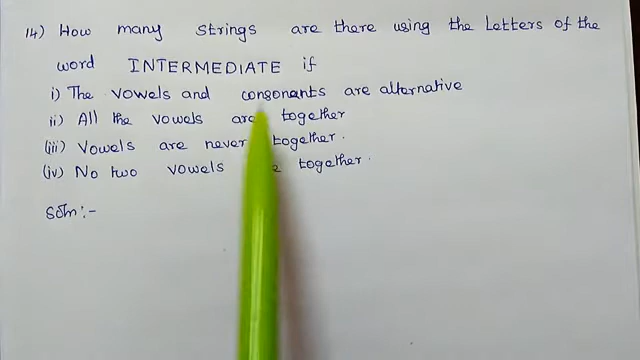 14) How many strings are there using the Letters of the
word INTERMEDIATE if
i) The vowels and consonants are alternative
ii) All the vowels are together
(iii) Vowels are never together.
(iv) No two vowels together.
Soln :-